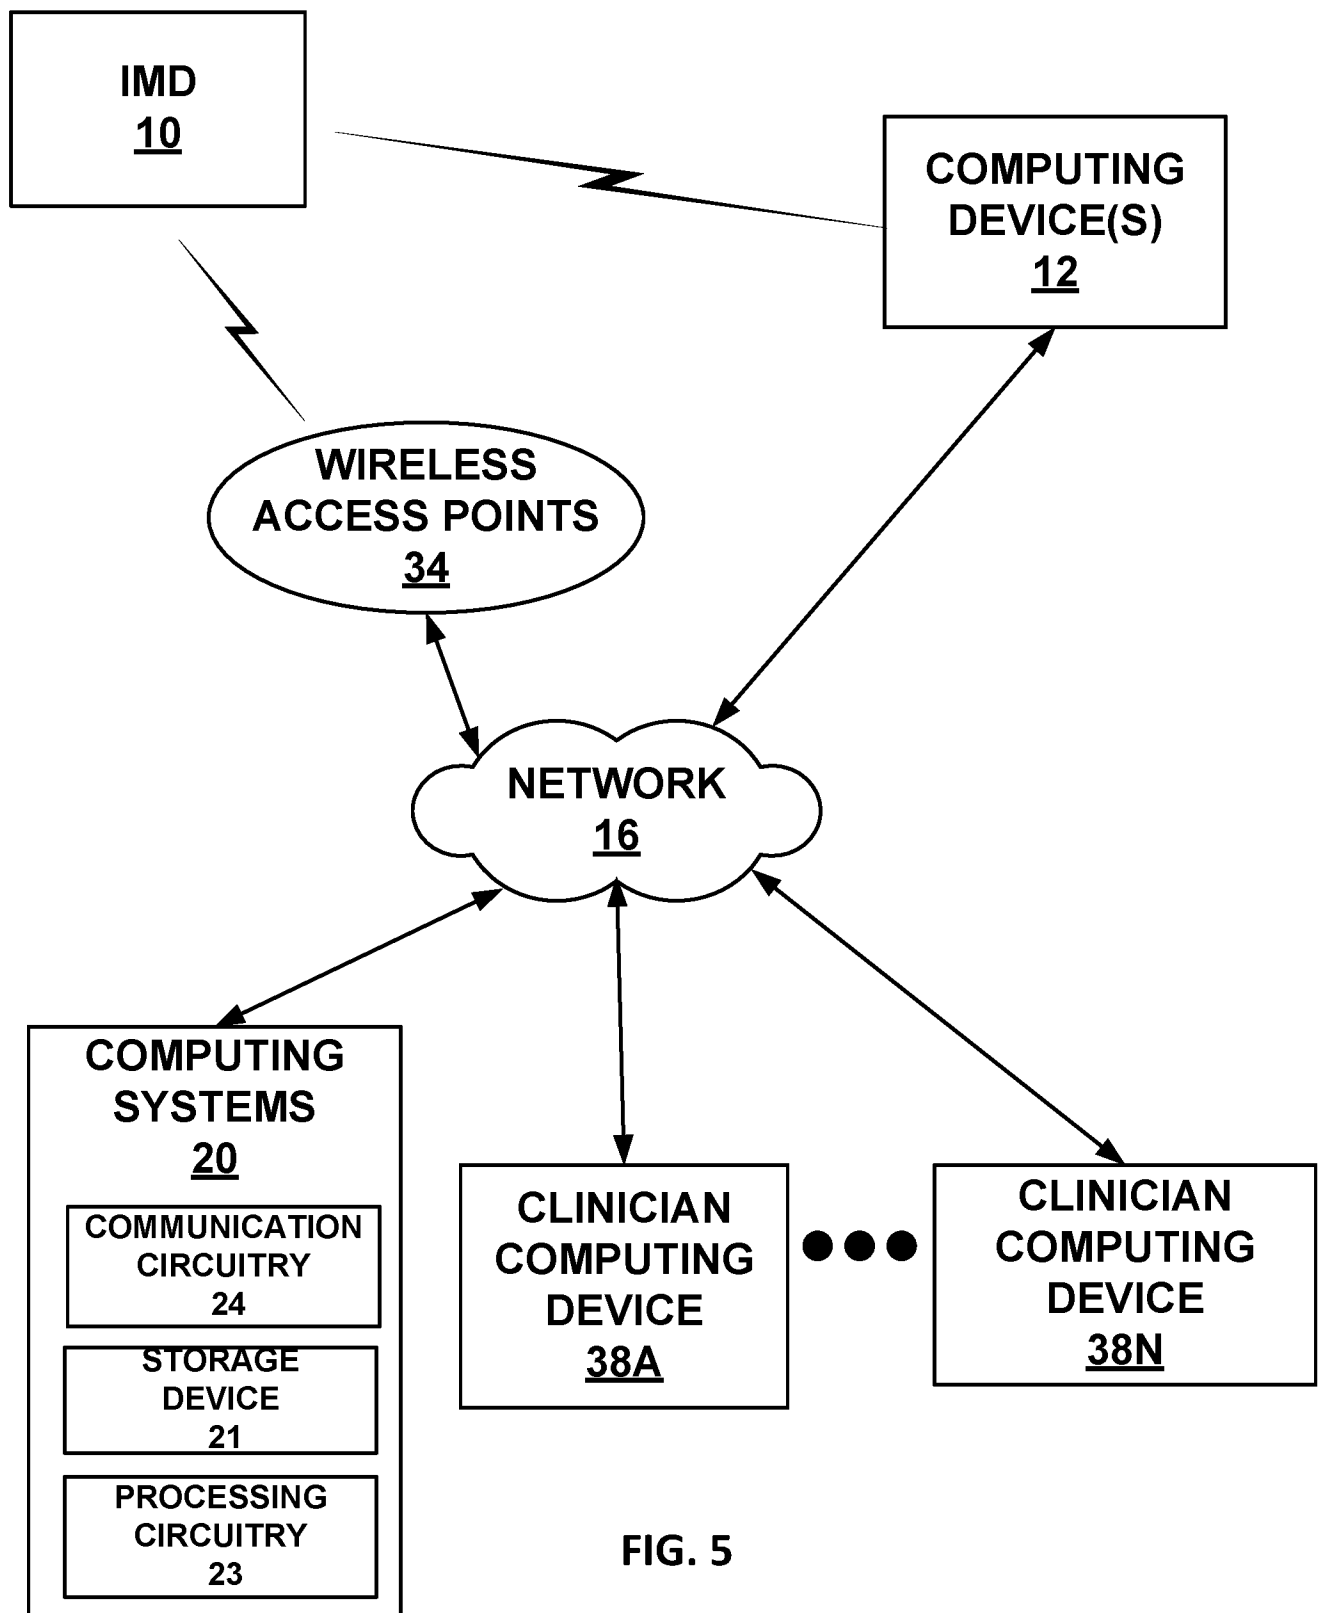 IMD
10
COMPUTING
DEVICE(S)
12
WIRELESS
ACCESS POINTS
34
NETWORK
16
COMPUTING
SYSTEMS
20
COMMUNICATION
CIRCUITRY
24
STORAGE
DEVICE
21
PROCESSING
CIRCUITRY
23
CLINICIAN
COMPUTING
DEVICE
38A
CLINICIAN
COMPUTING
DEVICE
38N
FIG. 5